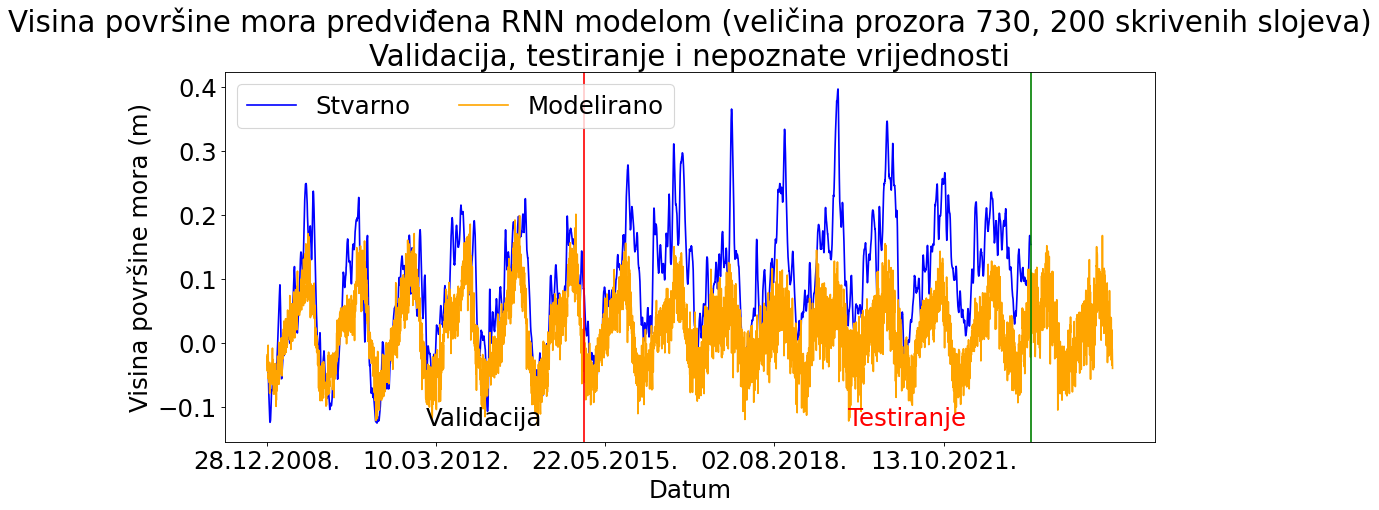 Visina površine mora predviđena RNN modelom (veličina prozora 730, 200 skrivenih slojeva)
Validacija, testiranje i nepoznate vrijednosti
Stvarno Modelirano
Visina površine mora (m)
0.4
0.3
0.2
0.1
0.0
−0.1
Validacija Testiranje
28.12.2008. 10.03.2012. 22.05.2015. 02.08.2018. 13.10.2021.
Datum